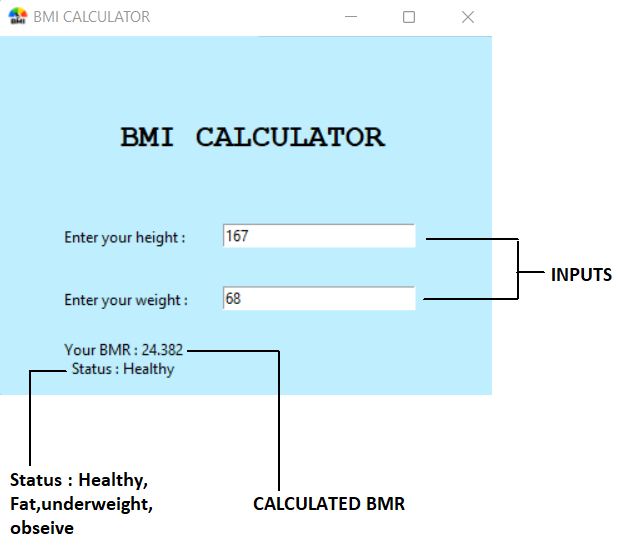 BMI CALCULATOR
BMI CALCULATOR
Enter your height :
167
Enter your weight :
68
INPUTS
Your BMR : 24.382
Status : Healthy
Status : Healthy,
Fat,underweight,
obseive
CALCULATED BMR